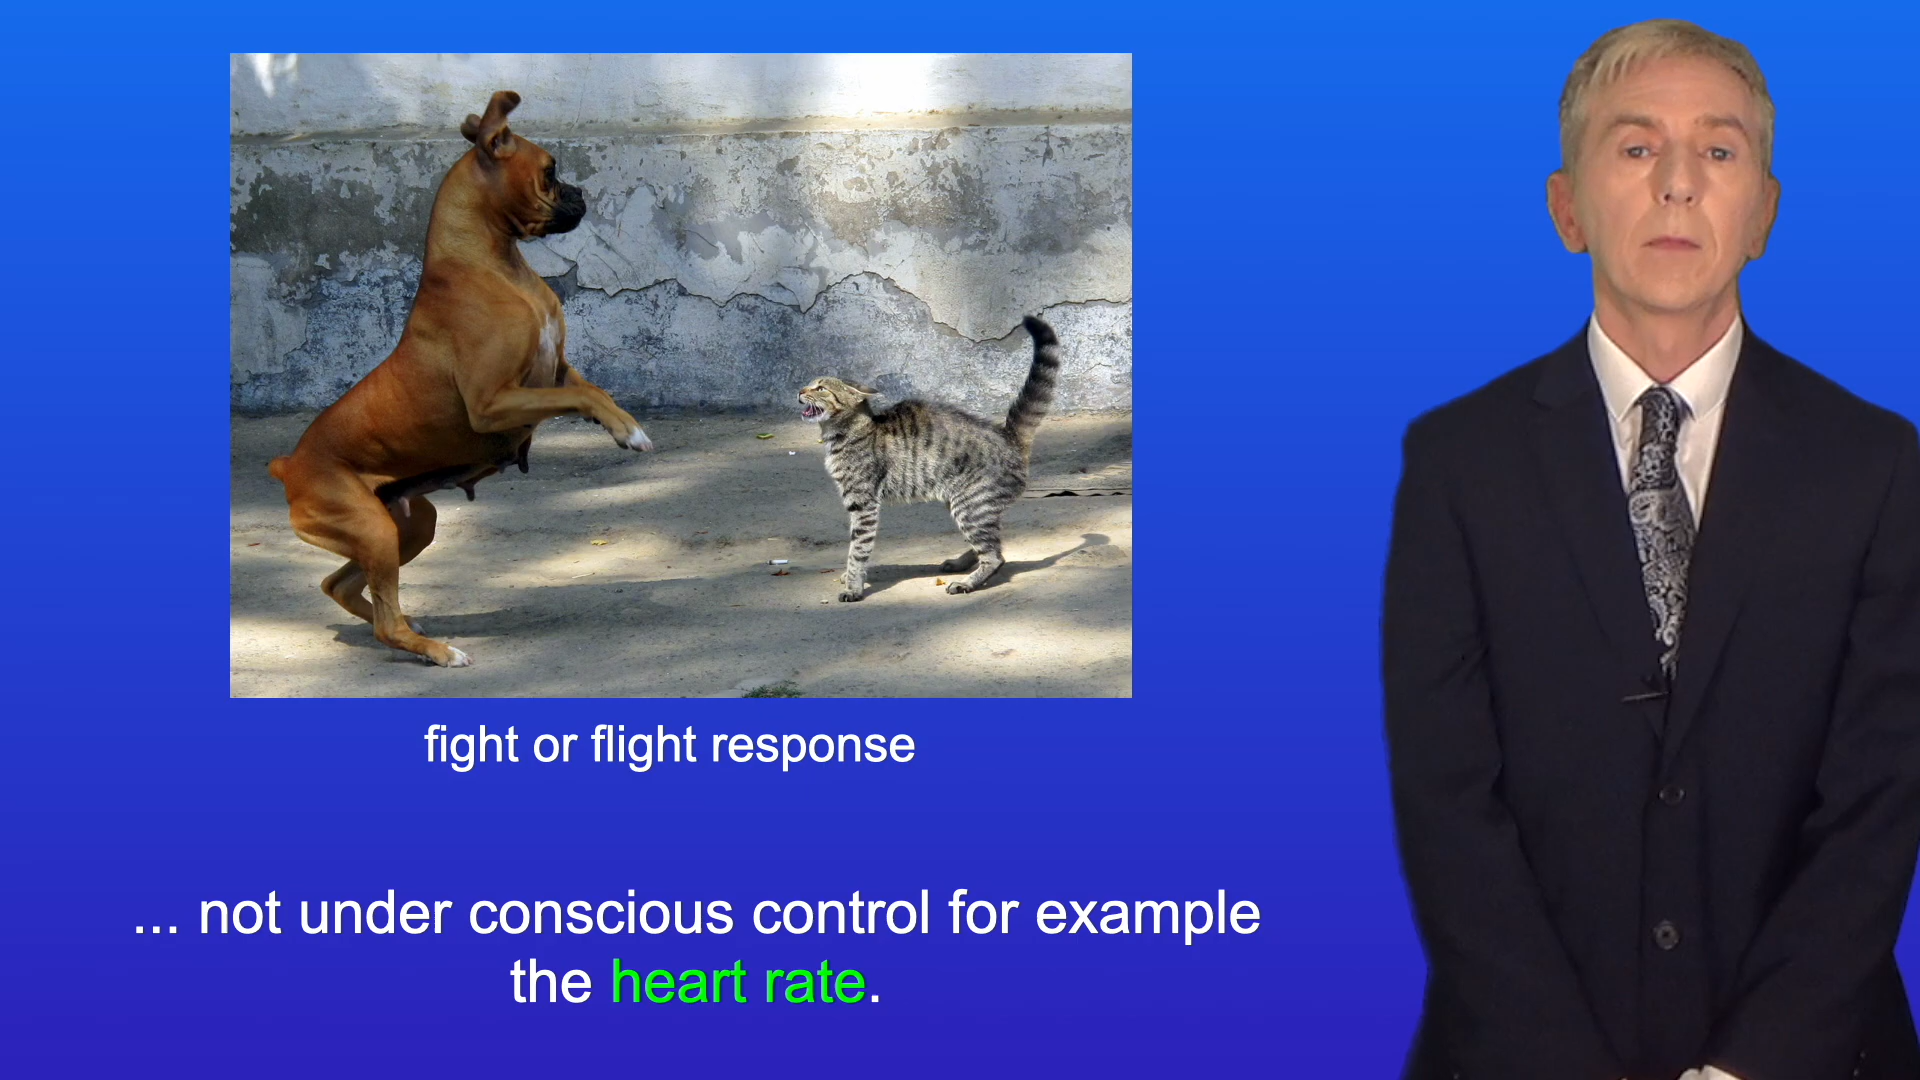 fight or flight response
... not under conscious control for example
the heart rate.